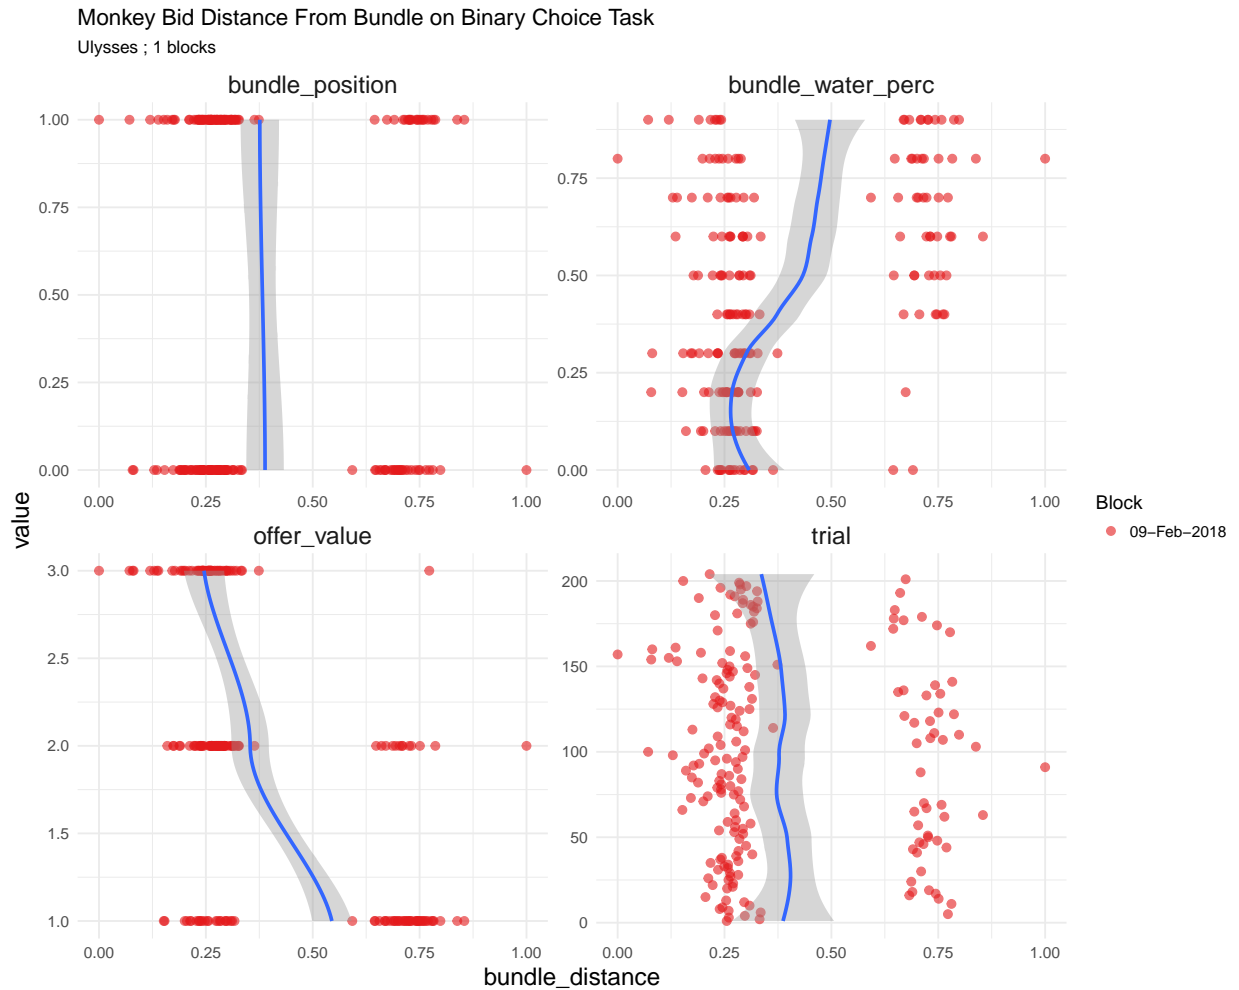 Monkey Bid Distance From Bundle on Binary Choice Task
Ulysses ; 1 blocks
bundle_position
bundle_water_perc
1.00
0.75
0.50
0.25
0.00
0.75
0.50
0.25
0.00
0.00 0.25 0.50 0.75 1.00
0.00 0.25 0.50 0.75 1.00
offer_value
trial
3.0
2.5
2.0
1.5
1.0
200
150
100
50
0
0.00 0.25 0.50 0.75 1.00
0.00 0.25 0.50 0.75 1.00
value
bundle_distance
Block
09−Feb−2018